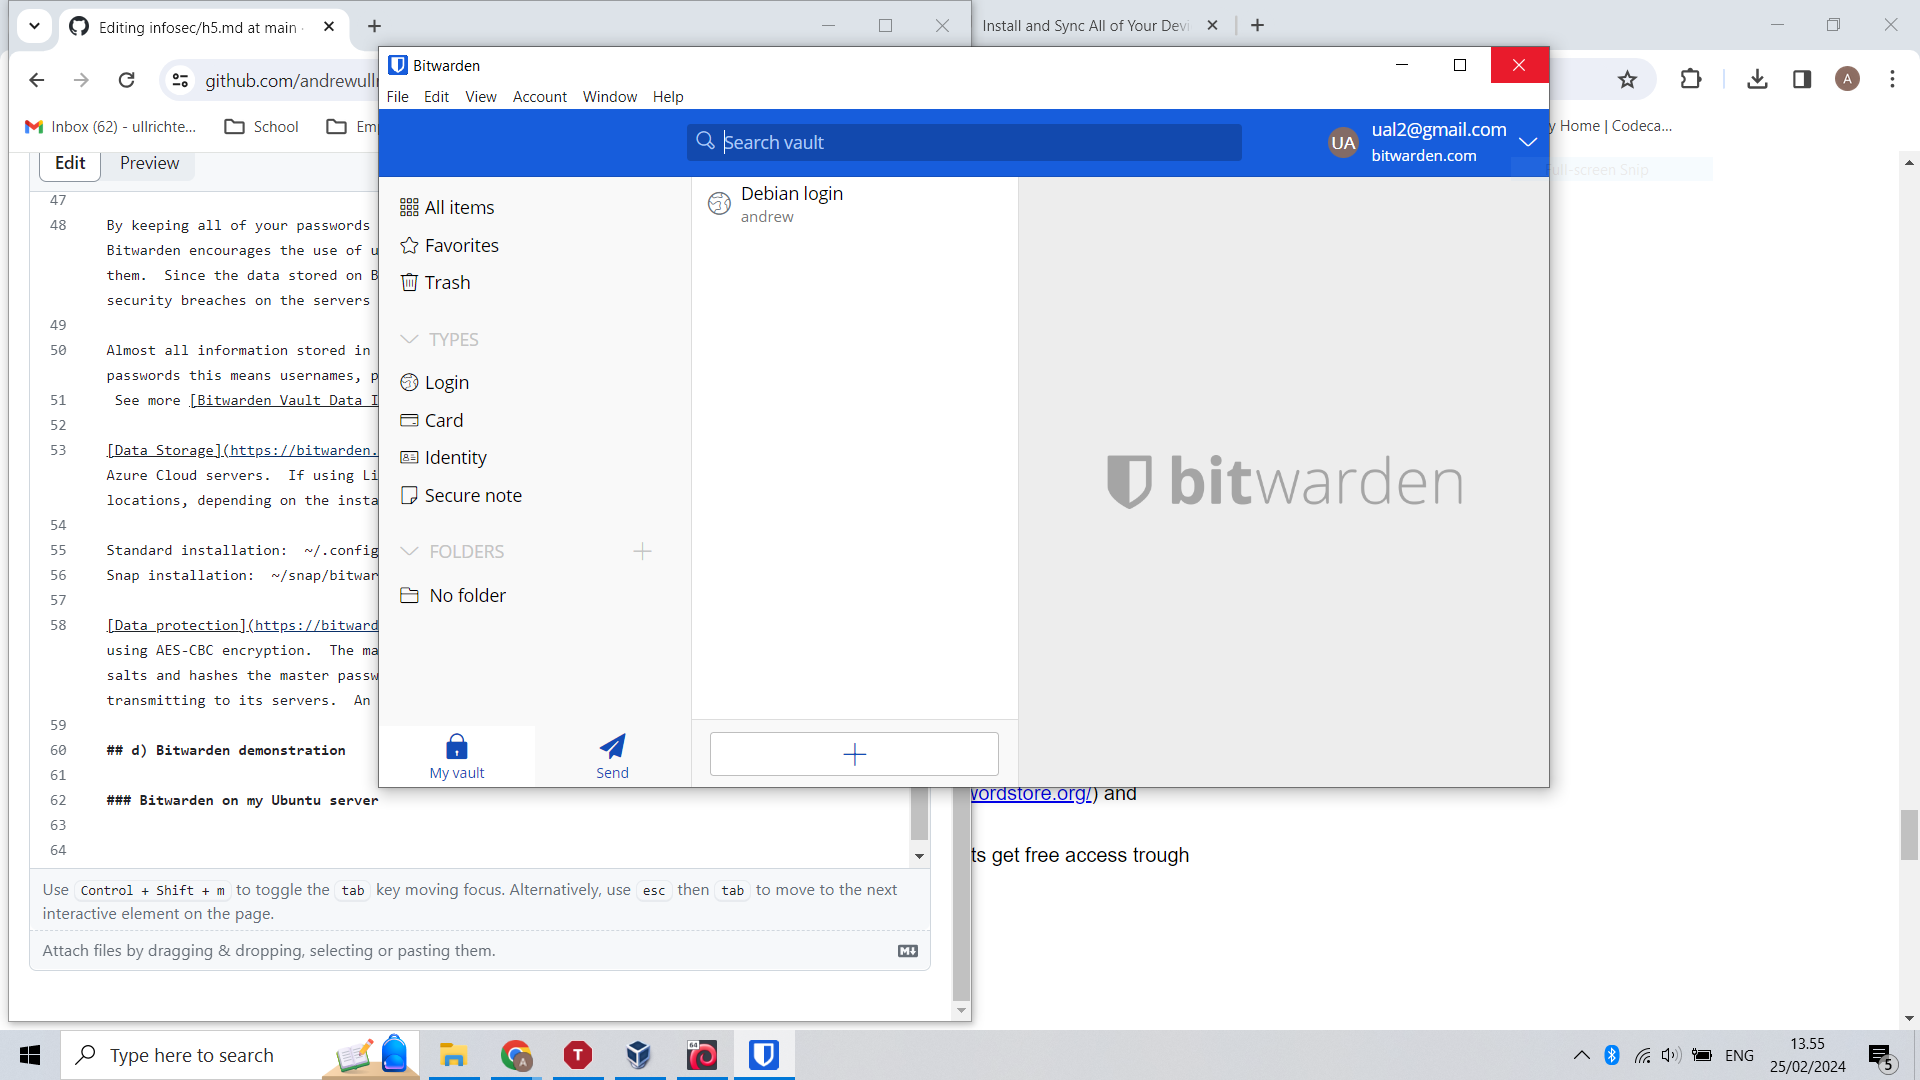 Editing infosec/h5.md at main
Install and Sync All of Your Devi
github.com/andrewullr
Inbox (62) - ullrichte...
School
Em
y Home | Codeca...
A
Edit
Preview
Full-screen Snip
47
48 By keeping all of your passwords
Bitwarden encourages the use of u
them. Since the data stored on B
security breaches on the servers
49
50 Almost all information stored in
passwords this means usernames, p
51 See more [Bitwarden Vault Data I
52
53 [Data Storage](https://bitwarden.
Azure Cloud servers. If using Li
locations, depending on the insta
54
55 Standard installation: ~/.config
56 Snap installation: ~/snap/bitwar
57
58 [Data protection](https://bitward
using AES-CBC encryption. The ma
salts and hashes the master passw
transmitting to its servers. An
59
60 ## d) Bitwarden demonstration
61
62 ### Bitwarden on my Ubuntu server
63
64
Use Control + Shift + m to toggle the tab key moving focus. Alternatively, use esc then tab to move to the next
interactive element on the page.
Attach files by dragging & dropping, selecting or pasting them.
Bitwarden
File Edit View Account Window Help
Search vault
UA
ual2@gmail.com
bitwarden.com
All items
Favorites
Trash
TYPES
Login
Card
Identity
Secure note
FOLDERS
No folder
My vault
Send
Debian login
andrew
bitwarden
wordstore.org/) and
ts get free access trough
Type here to search
A
T
64
ENG
13.55
25/02/2024
5